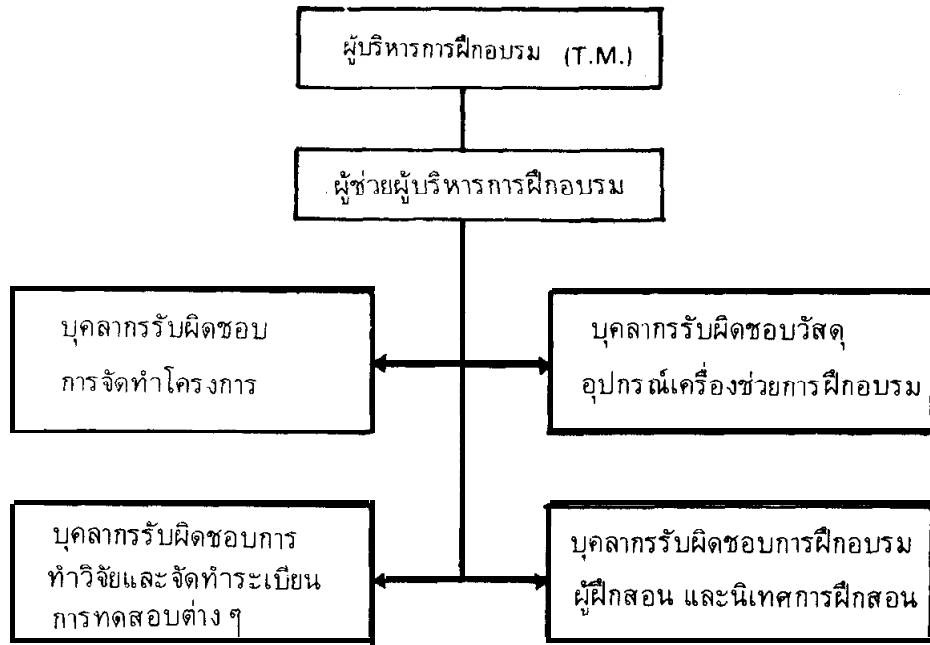 ผู้บริหารการฝึกอบรม (T.M.)
ผู้ช่วยผู้บริหารการฝึกอบรม
บุคลากรรับผิดชอบ
การจัดทำโครงการ
บุคลากรรับผิดชอบวัสดุ
อุปกรณ์เครื่องช่วยการฝึกอบรม
บุคลากรรับผิดชอบการ
ทำวิจัยและจัดทำระเบียน
การทดสอบต่าง ๆ
บุคลากรรับผิดชอบการฝึกอบรม
ผู้ฝึกสอน และนิเทศการฝึกสอน